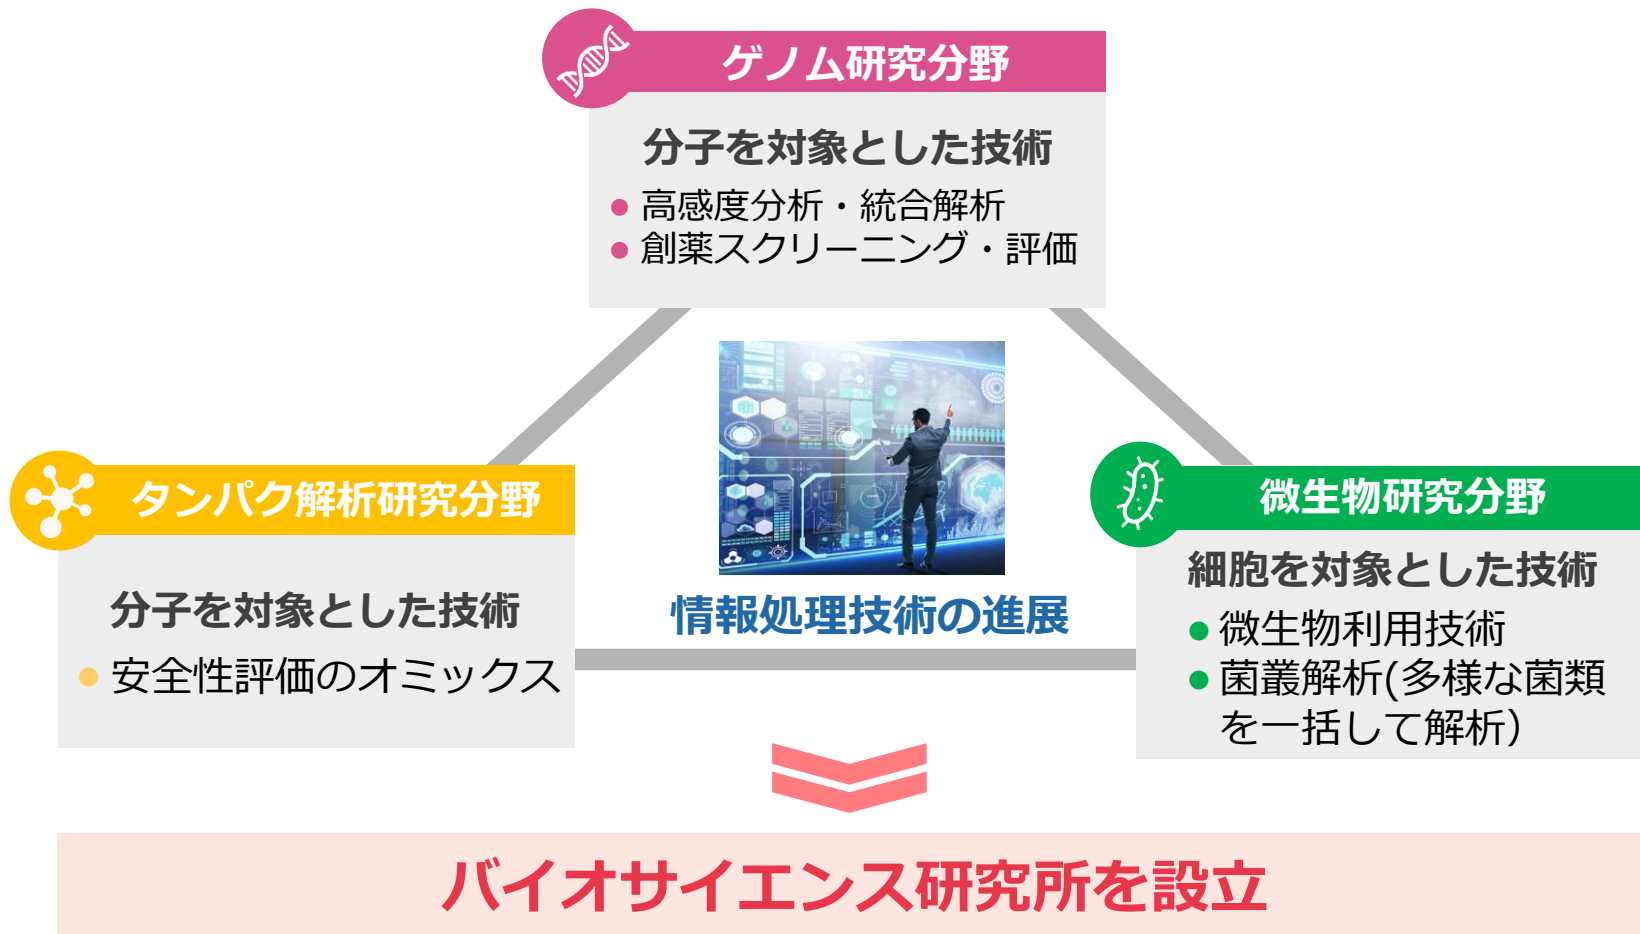 ゲノム研究分野
分子を対象とした技術
● 高感度分析・統合解析
● 創薬スクリーニング・評価
タンパク解析研究分野
分子を対象とした技術
● 安全性評価のオミックス
情報処理技術の進展
微生物研究分野
細胞を対象とした技術
● 微生物利用技術
● 菌叢解析(多様な菌類
を一括して解析）
バイオサイエンス研究所を設立